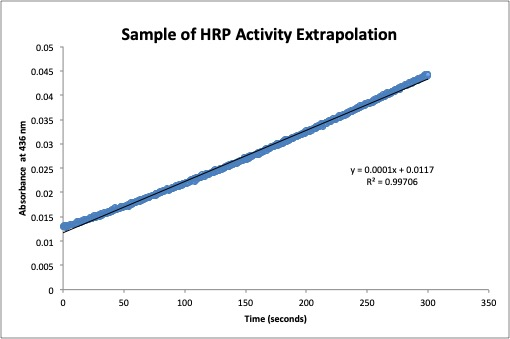 Sample of HRP Activity Extrapolation
0.05
0.045
0.04
0.035
0.03
0.025
0.02
0.015
0.01
0.005
0
Absorbance at 436 nm
y = 0.0001x + 0.0117
R² = 0.99706
0 50 100 150 200 250 300 350
Time (seconds)